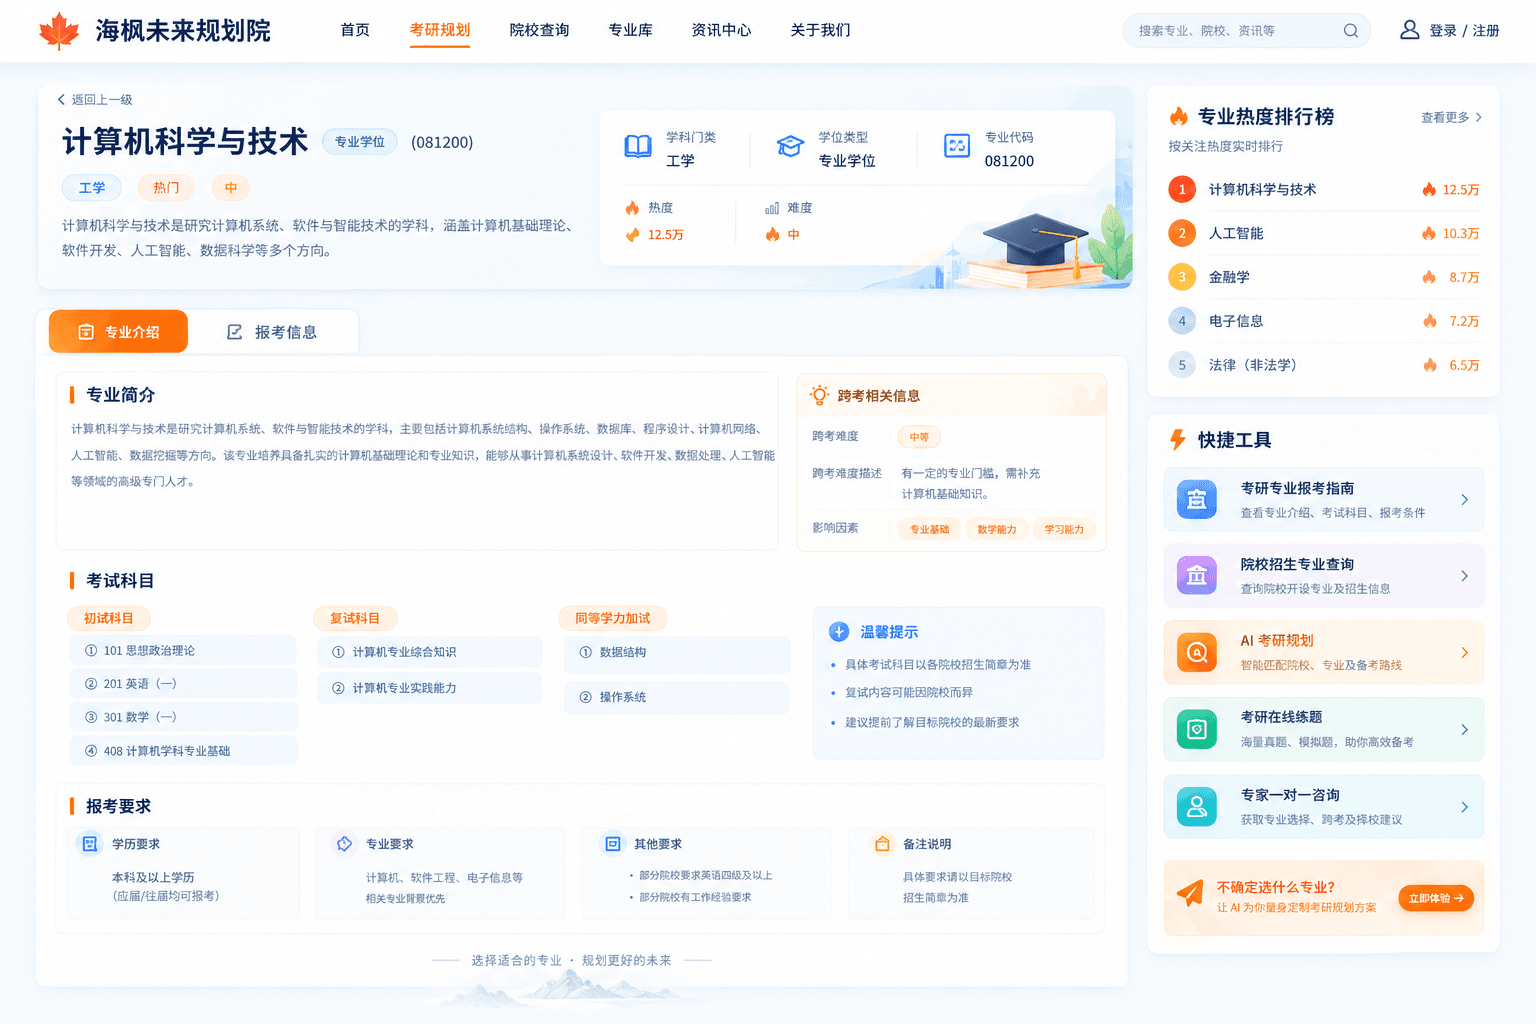 海枫未来规划院
首页 考研规划 院校查询 专业库 资讯中心 关于我们
搜索专业、院校、资讯等
登录 / 注册
返回上一级
计算机科学与技术 专业学位 (081200)
工学 热门 中
计算机科学与技术是研究计算机系统、软件与智能技术的学科，涵盖计算机基础理论、
软件开发、人工智能、数据科学等多个方向。
学科门类
工学
学位类型
专业学位
专业代码
081200
热度
12.5万
难度
中
专业介绍 报考信息
专业简介
计算机科学与技术是研究计算机系统、软件与智能技术的学科，主要包括计算机系统结构、操作系统、数据库、程序设计、计算机网络、
人工智能、数据挖掘等方向。该专业培养具备扎实的计算机基础理论和专业知识，能够从事计算机系统设计、软件开发、数据处理、人工智能
等领域的高级专门人才。
跨考相关信息
跨考难度 中等
跨考难度描述 有一定的专业门槛，需补充
计算机基础知识。
影响因素 专业基础 数学能力 学习能力
考试科目
初试科目
① 101 思想政治理论
② 201 英语（一）
③ 301 数学（一）
④ 408 计算机学科专业基础
复试科目
① 计算机专业综合知识
② 计算机专业实践能力
同等学力加试
① 数据结构
② 操作系统
温馨提示
• 具体考试科目以各院校招生简章为准
• 复试内容可能因院校而异
• 建议提前了解目标院校的最新要求
报考要求
学历要求
本科及以上学历
（应届/往届均可报考）
专业要求
计算机、软件工程、电子信息等
相关专业背景优先
其他要求
• 部分院校要求英语四级及以上
• 部分院校有工作经验要求
备注说明
具体要求请以目标院校
招生简章为准
选择适合的专业 · 规划更好的未来
专业热度排行榜 查看更多
按关注热度实时排行
1 计算机科学与技术 12.5万
2 人工智能 10.3万
3 金融学 8.7万
4 电子信息 7.2万
5 法律（非法学） 6.5万
快捷工具
考研专业报考指南
查看专业介绍、考试科目、报考条件
院校招生专业查询
查询院校开设专业及招生信息
AI 考研规划
智能匹配院校、专业及备考路线
考研在线练题
海量真题、模拟题，助你高效备考
专家一对一咨询
获取专业选择、跨考及择校建议
不确定选什么专业？
让 AI 为你量身定制考研规划方案
立即体验 →